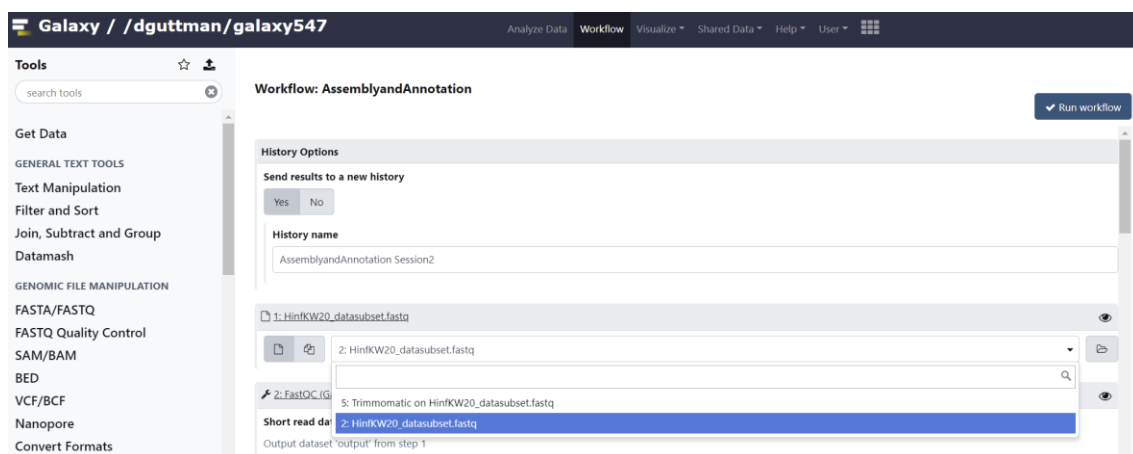 Galaxy / /dguttman/galaxy547
Analyze Data Workflow Visualize Shared Data Help User
Tools
search tools
Get Data
GENERAL TEXT TOOLS
Text Manipulation
Filter and Sort
Join, Subtract and Group
Datamash
GENOMIC FILE MANIPULATION
FASTA/FASTQ
FASTQ Quality Control
SAM/BAM
BED
VCF/BCF
Nanopore
Convert Formats
Workflow: AssemblyandAnnotation
Run workflow
History Options
Send results to a new history
Yes No
History name
AssemblyandAnnotation Session2
1: HinfKW20_datasubset.fastq
2: HinfKW20_datasubset.fastq
2: FastQC (Ga
5: Trimmomatic on HinfKW20_datasubset.fastq
Short read da
2: HinfKW20_datasubset.fastq
Output dataset 'output' from step 1